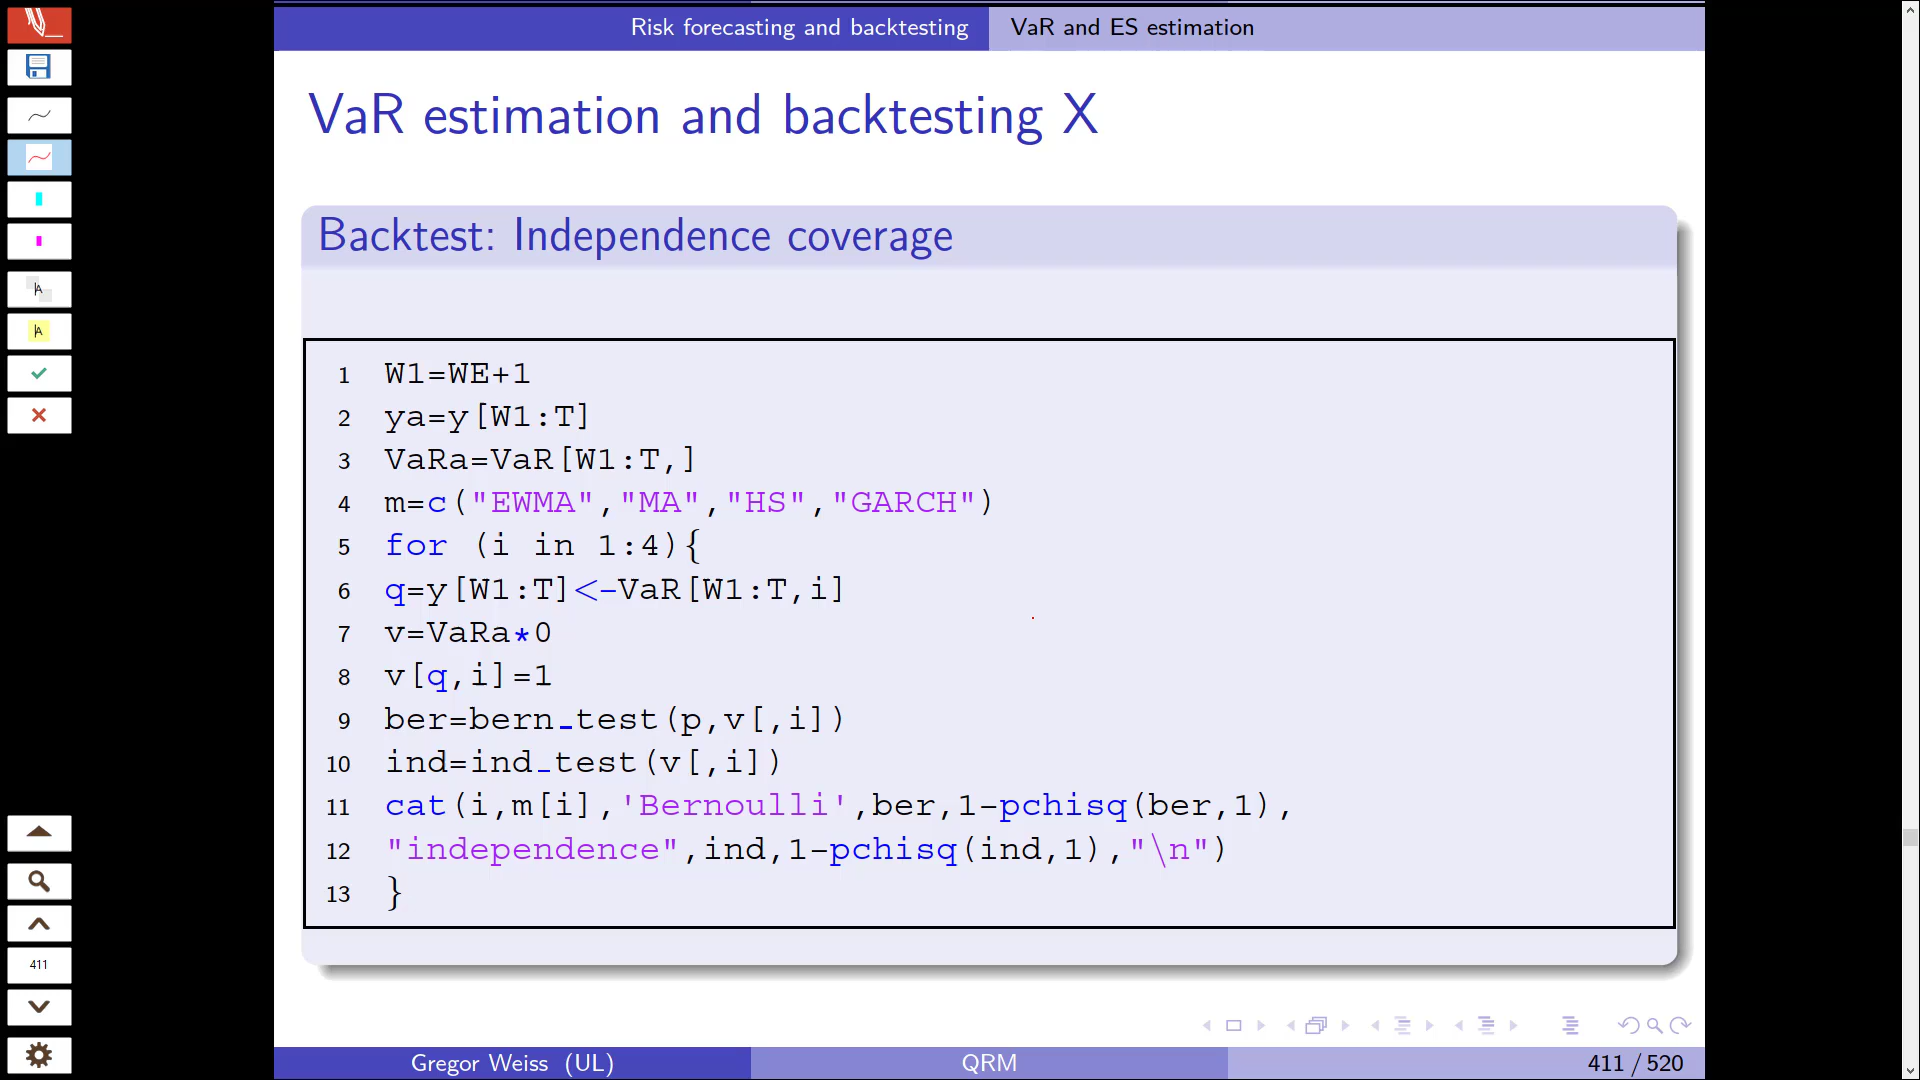 Risk forecasting and backtesting VaR and ES estimation
VaR estimation and backtesting X
Backtest: Independence coverage
1 W1=WE+1
2 ya=y[W1:T]
3 VaRa=VaR[W1:T,]
4 m=c("EWMA","MA","HS","GARCH")
5 for (i in 1:4){
6 q=y[W1:T]<-VaR[W1:T,i]
7 v=VaRa*0
8 v[q,i]=1
9 ber=bern_test(p,v[,i])
10 ind=ind_test(v[,i])
11 cat(i,m[i],'Bernoulli',ber,1-pchisq(ber,1),
12 "independence",ind,1-pchisq(ind,1),"\n")
13 }
411
Gregor Weiss (UL) QRM 411 / 520